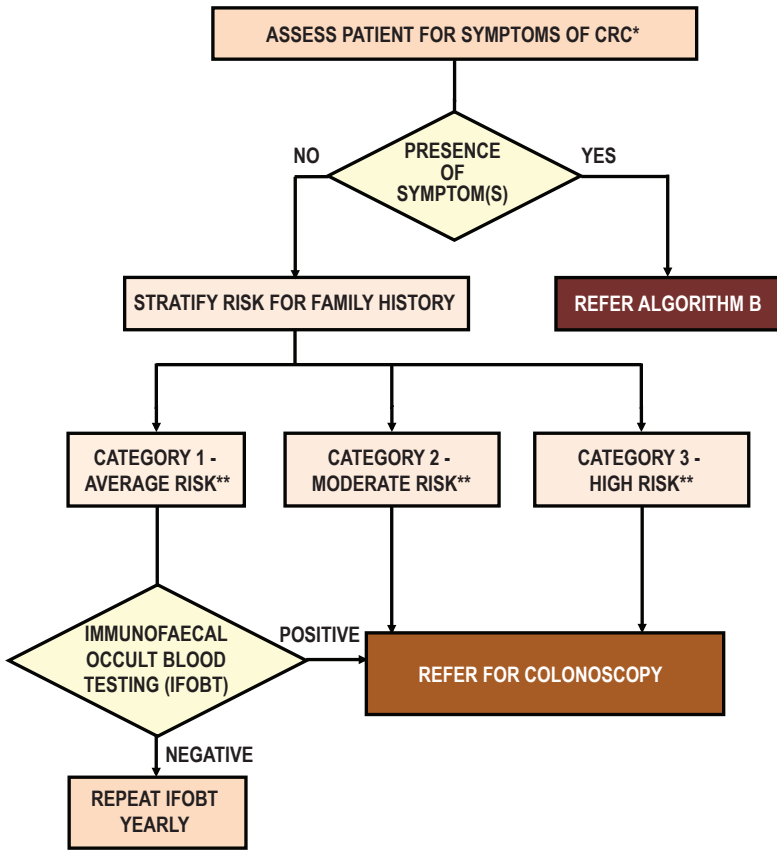 ASSESS PATIENT FOR SYMPTOMS OF CRC*
NO
PRESENCE
OF
SYMPTOM(S)
YES
STRATIFY RISK FOR FAMILY HISTORY
REFER ALGORITHM B
CATEGORY 1 -
AVERAGE RISK**
CATEGORY 2 -
MODERATE RISK**
CATEGORY 3 -
HIGH RISK**
IMMUNOFAECAL
OCCULT BLOOD
TESTING (IFOBT)
POSITIVE
REFER FOR COLONOSCOPY
NEGATIVE
REPEAT IFOBT
YEARLY